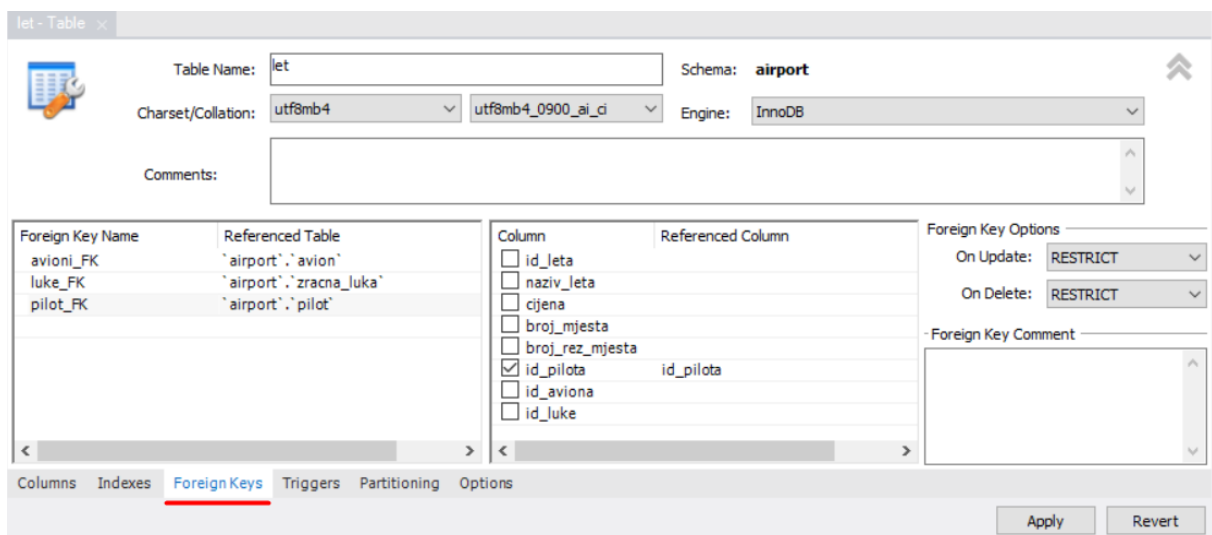 let - Table ×
Table Name: let Schema: airport
Charset/Collation: utf8mb4 utf8mb4_0900_ai_ci Engine: InnoDB
Comments:
Foreign Key Name Referenced Table
avioni_FK `airport`.`avion`
luke_FK `airport`.`zracna_luka`
pilot_FK `airport`.`pilot`
Column Referenced Column
id_leta
naziv_leta
cijena
broj_mjesta
broj_rez_mjesta
id_pilota id_pilota
id_aviona
id_luke
Foreign Key Options
On Update: RESTRICT
On Delete: RESTRICT
Foreign Key Comment
Columns Indexes Foreign Keys Triggers Partitioning Options
Apply Revert